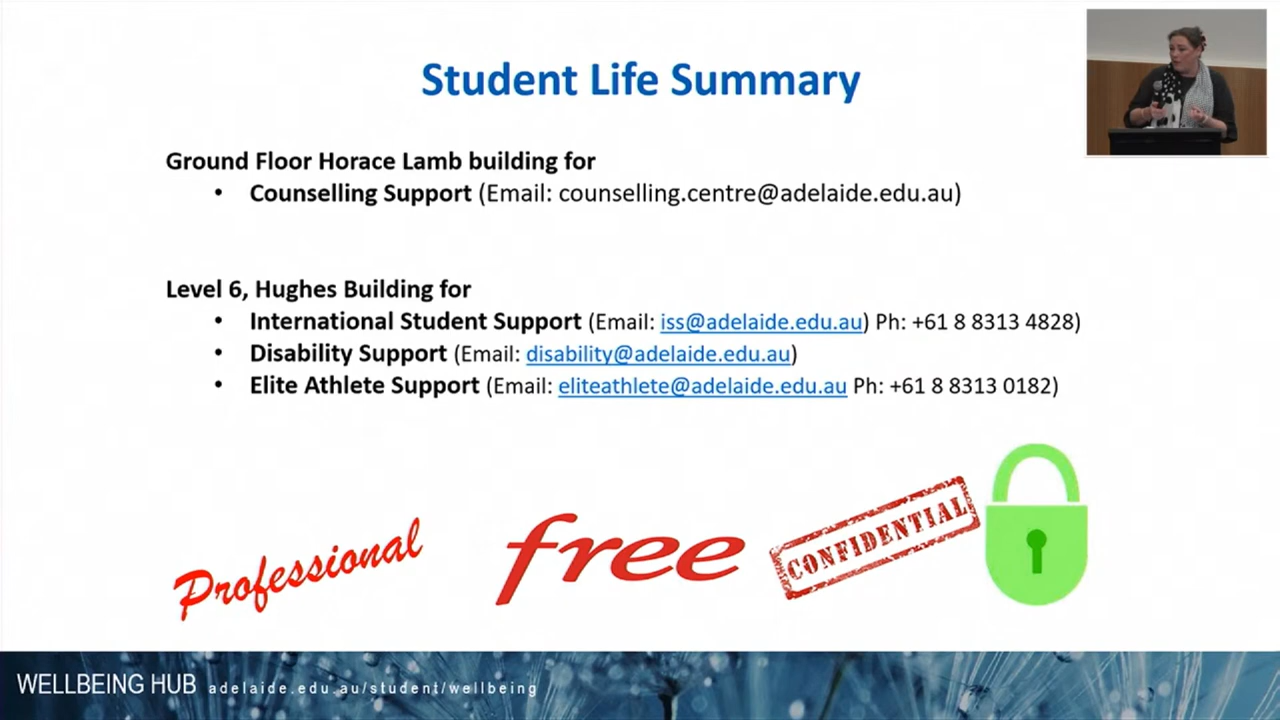 Student Life Summary
Ground Floor Horace Lamb building for
• Counselling Support (Email: counselling.centre@adelaide.edu.au)
Level 6, Hughes Building for
• International Student Support (Email: iss@adelaide.edu.au) Ph: +61 8 8313 4828)
• Disability Support (Email: disability@adelaide.edu.au)
• Elite Athlete Support (Email: eliteathlete@adelaide.edu.au Ph: +61 8 8313 0182)
Professional
free
CONFIDENTIAL
WELLBEING HUB adelaide.edu.au/student/wellbeing